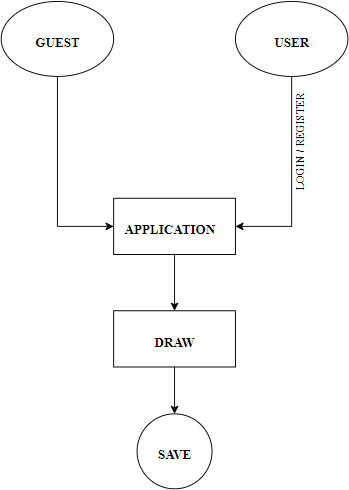 GUEST
USER
LOGIN / REGISTER
APPLICATION
DRAW
SAVE